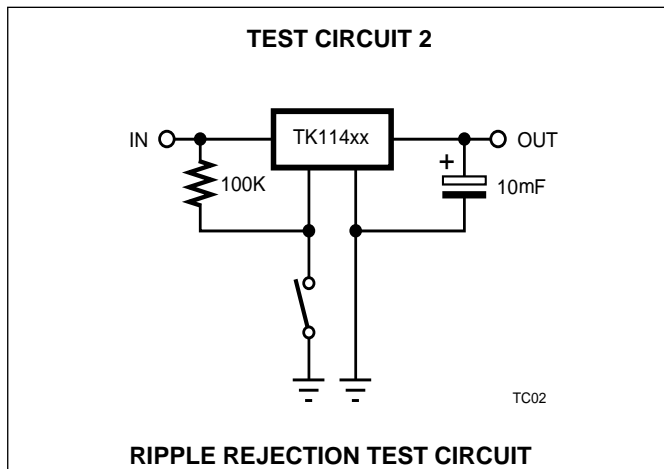 TEST CIRCUIT 2
IN
TK114xx
OUT
100K
+
10mF
TC02
RIPPLE REJECTION TEST CIRCUIT